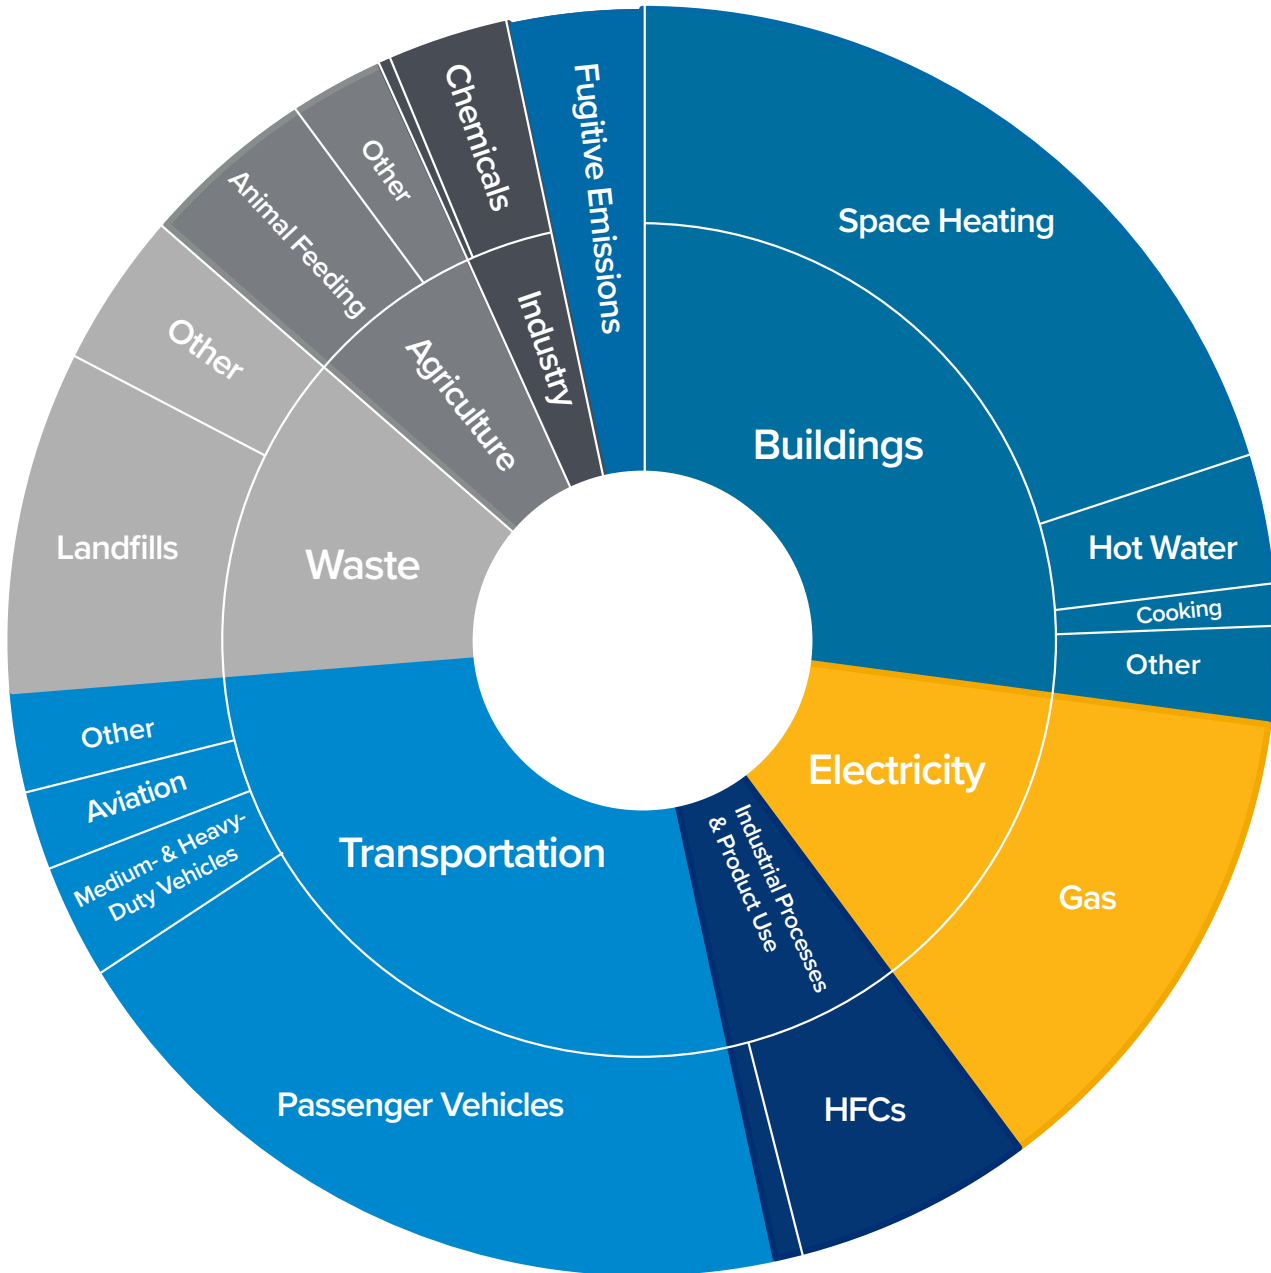 Fugitive Emissions
Chemicals
Other
Animal Feeding
Space Heating
Industry
Agriculture
Other
Buildings
Landfills
Waste
Hot Water
Cooking
Other
Other
Aviation
Medium- & Heavy-
Duty Vehicles
Transportation
Electricity
Industrial Processes
& Product Use
Gas
Passenger Vehicles
HFCs